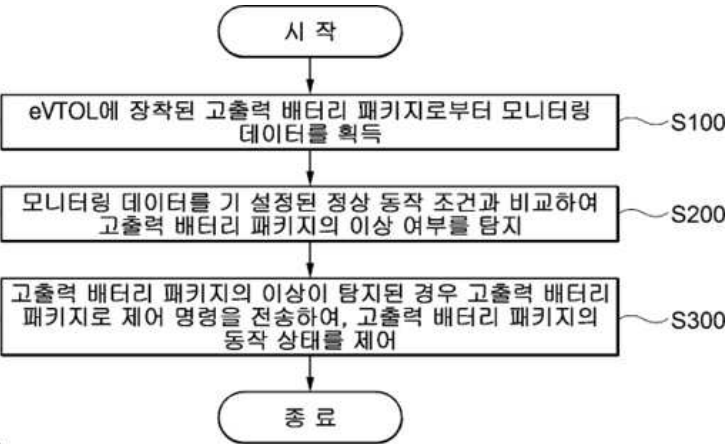 시 작
eVTOL에 장착된 고출력 배터리 패키지로부터 모니터링
데이터를 획득
S100
모니터링 데이터를 기 설정된 정상 동작 조건과 비교하여
고출력 배터리 패키지의 이상 여부를 탐지
S200
고출력 배터리 패키지의 이상이 탐지된 경우 고출력 배터리
패키지로 제어 명령을 전송하여, 고출력 배터리 패키지의
동작 상태를 제어
S300
종 료